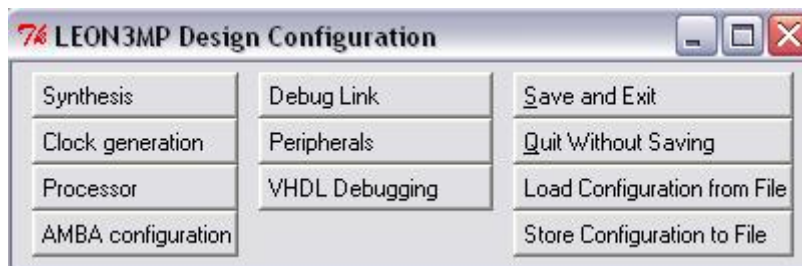 LEON3MP Design Configuration
Synthesis
Debug Link
Save and Exit
Clock generation
Peripherals
Quit Without Saving
Processor
VHDL Debugging
Load Configuration from File
AMBA configuration
Store Configuration to File